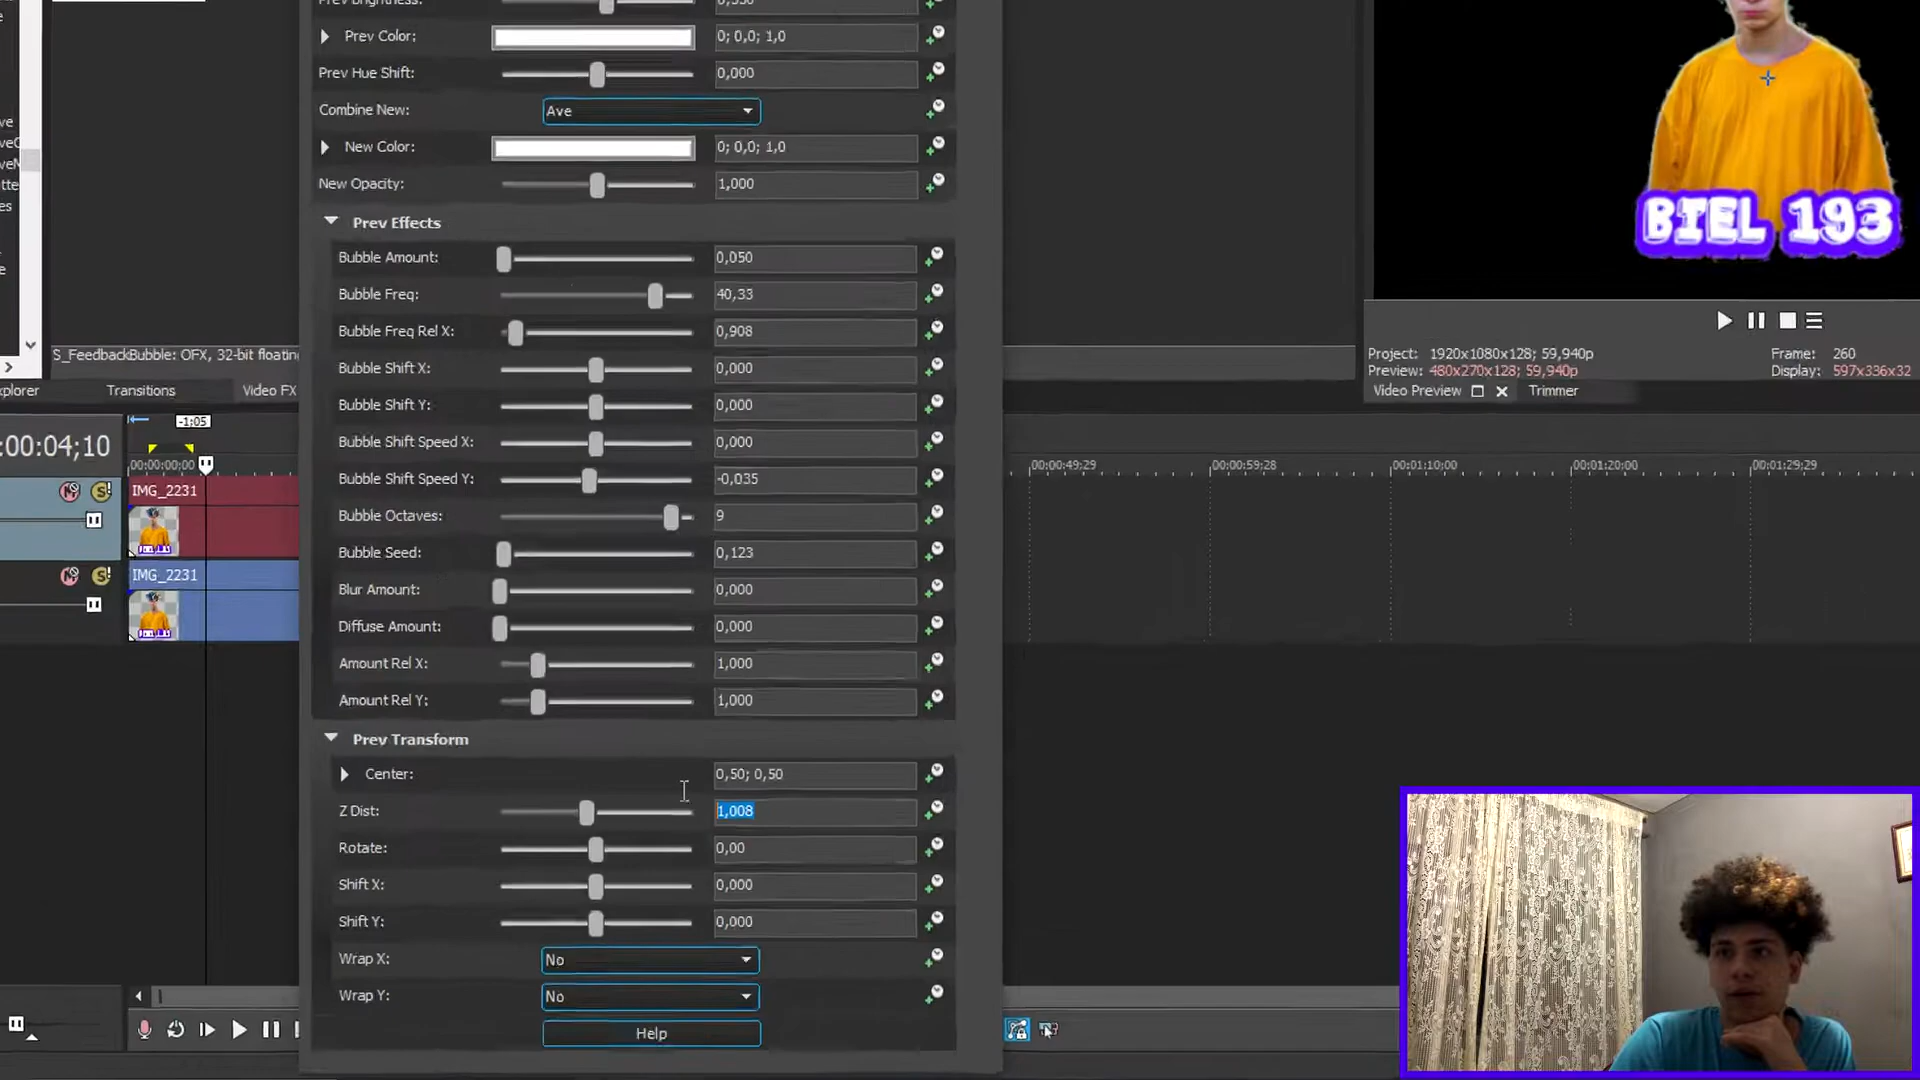 Prev Brightness:
Prev Color: 0; 0,0; 1,0
Prev Hue Shift: 0,000
Combine New: Ave
New Color: 0; 0,0; 1,0
New Opacity: 1,000
Prev Effects
Bubble Amount: 0,050
Bubble Freq: 40,33
Bubble Freq Rel X: 0,908
Bubble Shift X: 0,000
Bubble Shift Y: 0,000
Bubble Shift Speed X: 0,000
Bubble Shift Speed Y: -0,035
Bubble Octaves: 9
Bubble Seed: 0,123
Blur Amount: 0,000
Diffuse Amount: 0,000
Amount Rel X: 1,000
Amount Rel Y: 1,000
Prev Transform
Center: 0,50; 0,50
Z Dist: 1,008
Rotate: 0,00
Shift X: 0,000
Shift Y: 0,000
Wrap X: No
Wrap Y: No
Help
S_FeedbackBubble: OFX, 32-bit floatin
plorer Transitions Video FX
-1:05
:00:04;10
00:00:00;00
IMG_2231
IMG_2231
BIEL 193
BIEL 193
Project: 1920x1080x128; 59,940p
Frame: 260
Preview: 480x270x128; 59,940p
Display: 597x336x32
Video Preview Trimmer
00:00:49;29 00:00:59;28 00:01:10;00 00:01:20;00 00:01:29;29